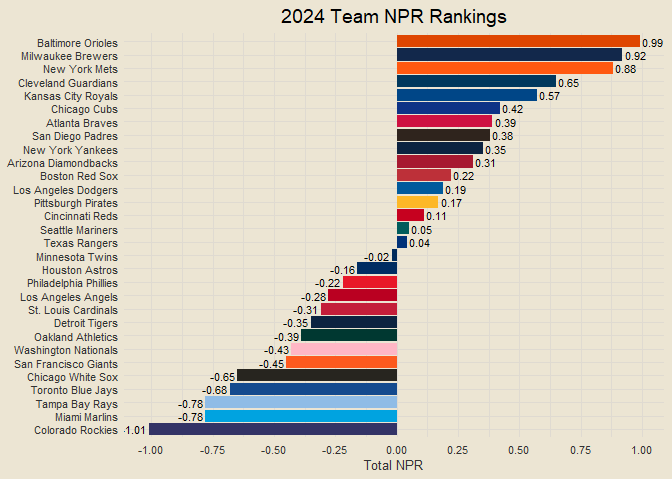 2024 Team NPR Rankings
Baltimore Orioles 0.99
Milwaukee Brewers 0.92
New York Mets 0.88
Cleveland Guardians 0.65
Kansas City Royals 0.57
Chicago Cubs 0.42
Atlanta Braves 0.39
San Diego Padres 0.38
New York Yankees 0.35
Arizona Diamondbacks 0.31
Boston Red Sox 0.22
Los Angeles Dodgers 0.19
Pittsburgh Pirates 0.17
Cincinnati Reds 0.11
Seattle Mariners 0.05
Texas Rangers 0.04
Minnesota Twins -0.02
Houston Astros -0.16
Philadelphia Phillies -0.22
Los Angeles Angels -0.28
St. Louis Cardinals -0.31
Detroit Tigers -0.35
Oakland Athletics -0.39
Washington Nationals -0.43
San Francisco Giants -0.45
Chicago White Sox -0.65
Toronto Blue Jays -0.68
Tampa Bay Rays -0.78
Miami Marlins -0.78
Colorado Rockies -1.01
-1.00 -0.75 -0.50 -0.25 0.00 0.25 0.50 0.75 1.00
Total NPR